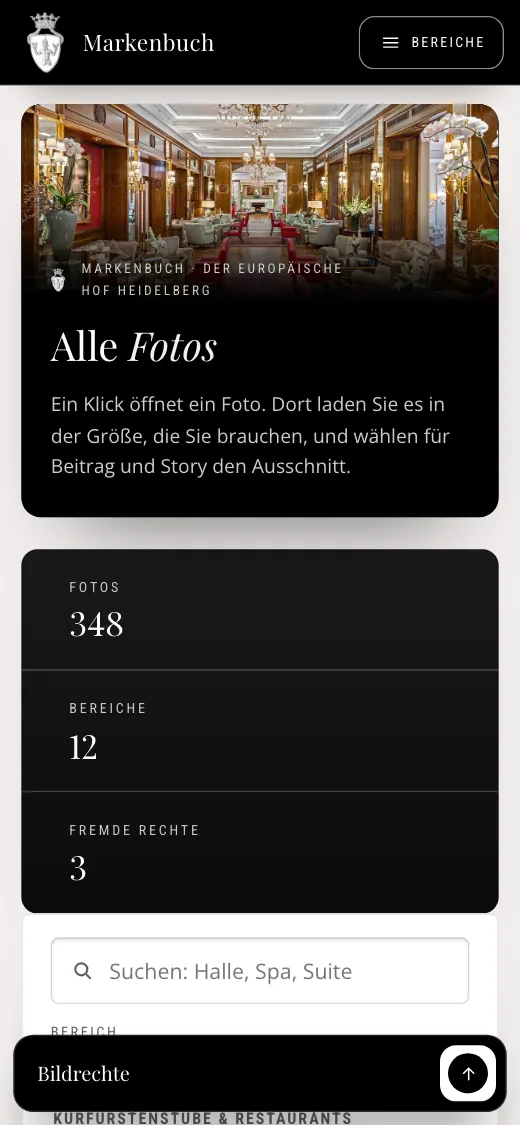 Markenbuch
BEREICHE
MARKENBUCH · DER EUROPÄISCHE
HOF HEIDELBERG
Alle Fotos
Ein Klick öffnet ein Foto. Dort laden Sie es in
der Größe, die Sie brauchen, und wählen für
Beitrag und Story den Ausschnitt.
FOTOS
348
BEREICHE
12
FREMDE RECHTE
3
Suchen: Halle, Spa, Suite
BEREICH
Bildrechte
KURFÜRSTENSTUBE & RESTAURANTS